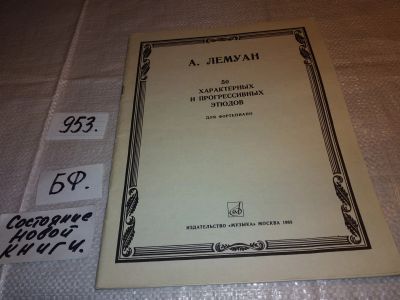 А. ЛЕМУАН
50
ХАРАКТЕРНЫХ
И ПРОГРЕССИВНЫХ
ЭТЮДОВ
ДЛЯ ФОРТЕПИАНО
ИЗДАТЕЛЬСТВО «МУЗЫКА» МОСКВА
953.
БФ.
Состояние
новой
книги.